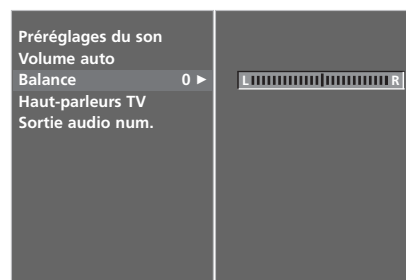 Préréglages du son
Volume auto
Balance 0 ►
L R
Haut-parleurs TV
Sortie audio num.